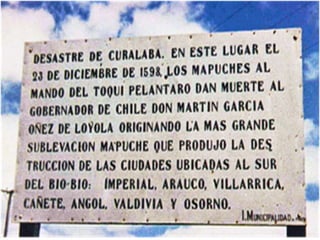 DESASTRE DE CURALABA. EN ESTE LUGAR EL
23 DE DICIEMBRE DE 1598, LOS MAPUCHES AL
MANDO DEL TOQUI PELANTARO DAN MUERTE AL
GOBERNADOR DE CHILE DON MARTIN GARCIA
OÑEZ DE LOYOLA ORIGINANDO LA MAS GRANDE
SUBLEVACION MAPUCHE QUE PRODUJO LA DES
TRUCCION DE LAS CIUDADES UBICADAS AL SUR
DEL BIO-BIO: IMPERIAL, ARAUCO, VILLARRICA,
CAÑETE, ANGOL, VALDIVIA Y OSORNO.
I. MUNICIPALIDAD.